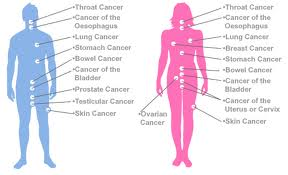 •Throat Cancer
•Cancer of the
Oesophagus
•Lung Cancer
•Stomach Cancer
•Bowel Cancer
•Cancer of the
Bladder
•Prostate Cancer
•Testicular Cancer
•Skin Cancer
•Throat Cancer
•Cancer of the
Oesophagus
•Lung Cancer
•Breast Cancer
•Stomach Cancer
•Bowel Cancer
•Cancer of the
Bladder
•Cancer of the
Uterus or Cervix
•Skin Cancer
•Ovarian
Cancer